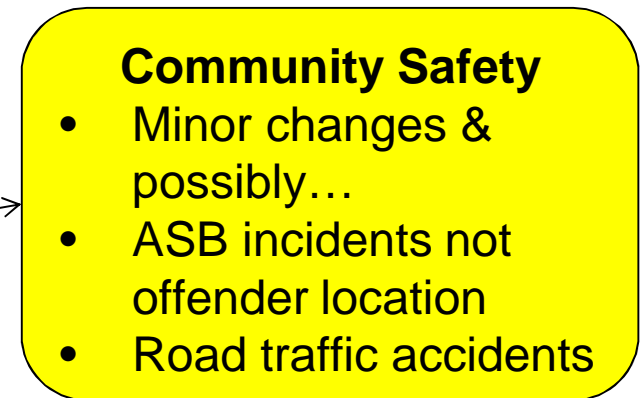 Community Safety
• Minor changes &
possibly…
• ASB incidents not
offender location
• Road traffic accidents